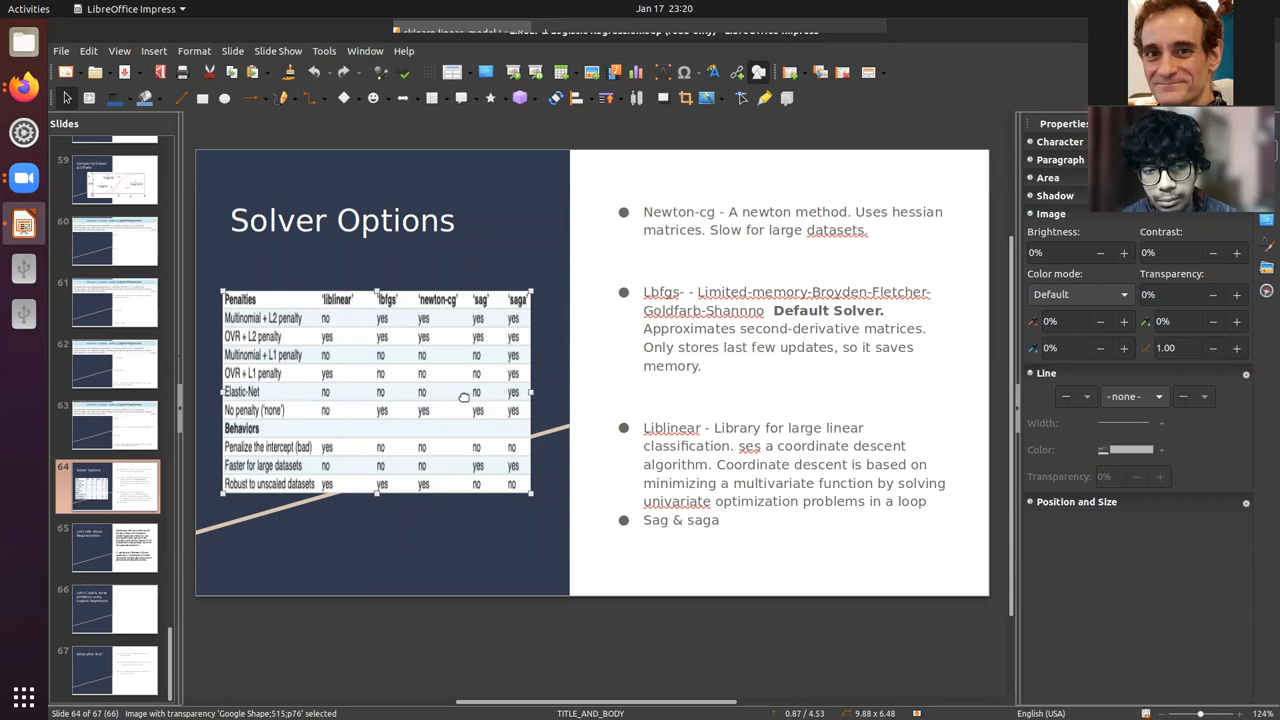 Activities
LibreOffice Impress
Jan 17 23:20
File Edit View Insert Format Slide Slide Show Tools Window Help
Slides
59
60
61
62
63
64
65
66
67
Solver Options
Penalties 'liblinear' 'lbfgs' 'newton-cg' 'sag' 'saga'
Multinomial + L2 penalty no yes yes yes yes
OVR + L2 penalty yes yes yes yes yes
Multinomial + L1 penalty no no no no yes
OVR + L1 penalty yes no no no yes
Elastic-Net no no no no yes
No penalty ('none') no yes yes yes yes
Behaviors
Penalize the intercept (bad) yes no no no no
Faster for large datasets no no no yes yes
Robust to unscaled datasets yes yes yes no no
Newton-cg - A newton method. Uses hessian
matrices. Slow for large datasets.
Lbfgs- - Limited-memory-Broyden-Fletcher-
Goldfarb-Shannno Default Solver.
Approximates second-derivative matrices.
Only stores last few updates, so it saves
memory.
Liblinear - Library for large linear
classification. ses a coordinate descent
algorithm. Coordinate descent is based on
minimizing a multivariate function by solving
univariate optimization problems in a loop
Sag & saga
Properties
Character
Paragraph
Area
Shadow
Image
Brightness: Contrast:
0% 0%
Color mode: Transparency:
Default 0%
0% 0%
0% 1.00
Line
- none -
Width:
Color:
Transparency: 0%
Position and Size
Slide 64 of 67 (66) Image with transparency 'Google Shape;515;p76' selected
TITLE_AND_BODY
0.87 / 4.53 9.88 x 6.48
English (USA)
124%